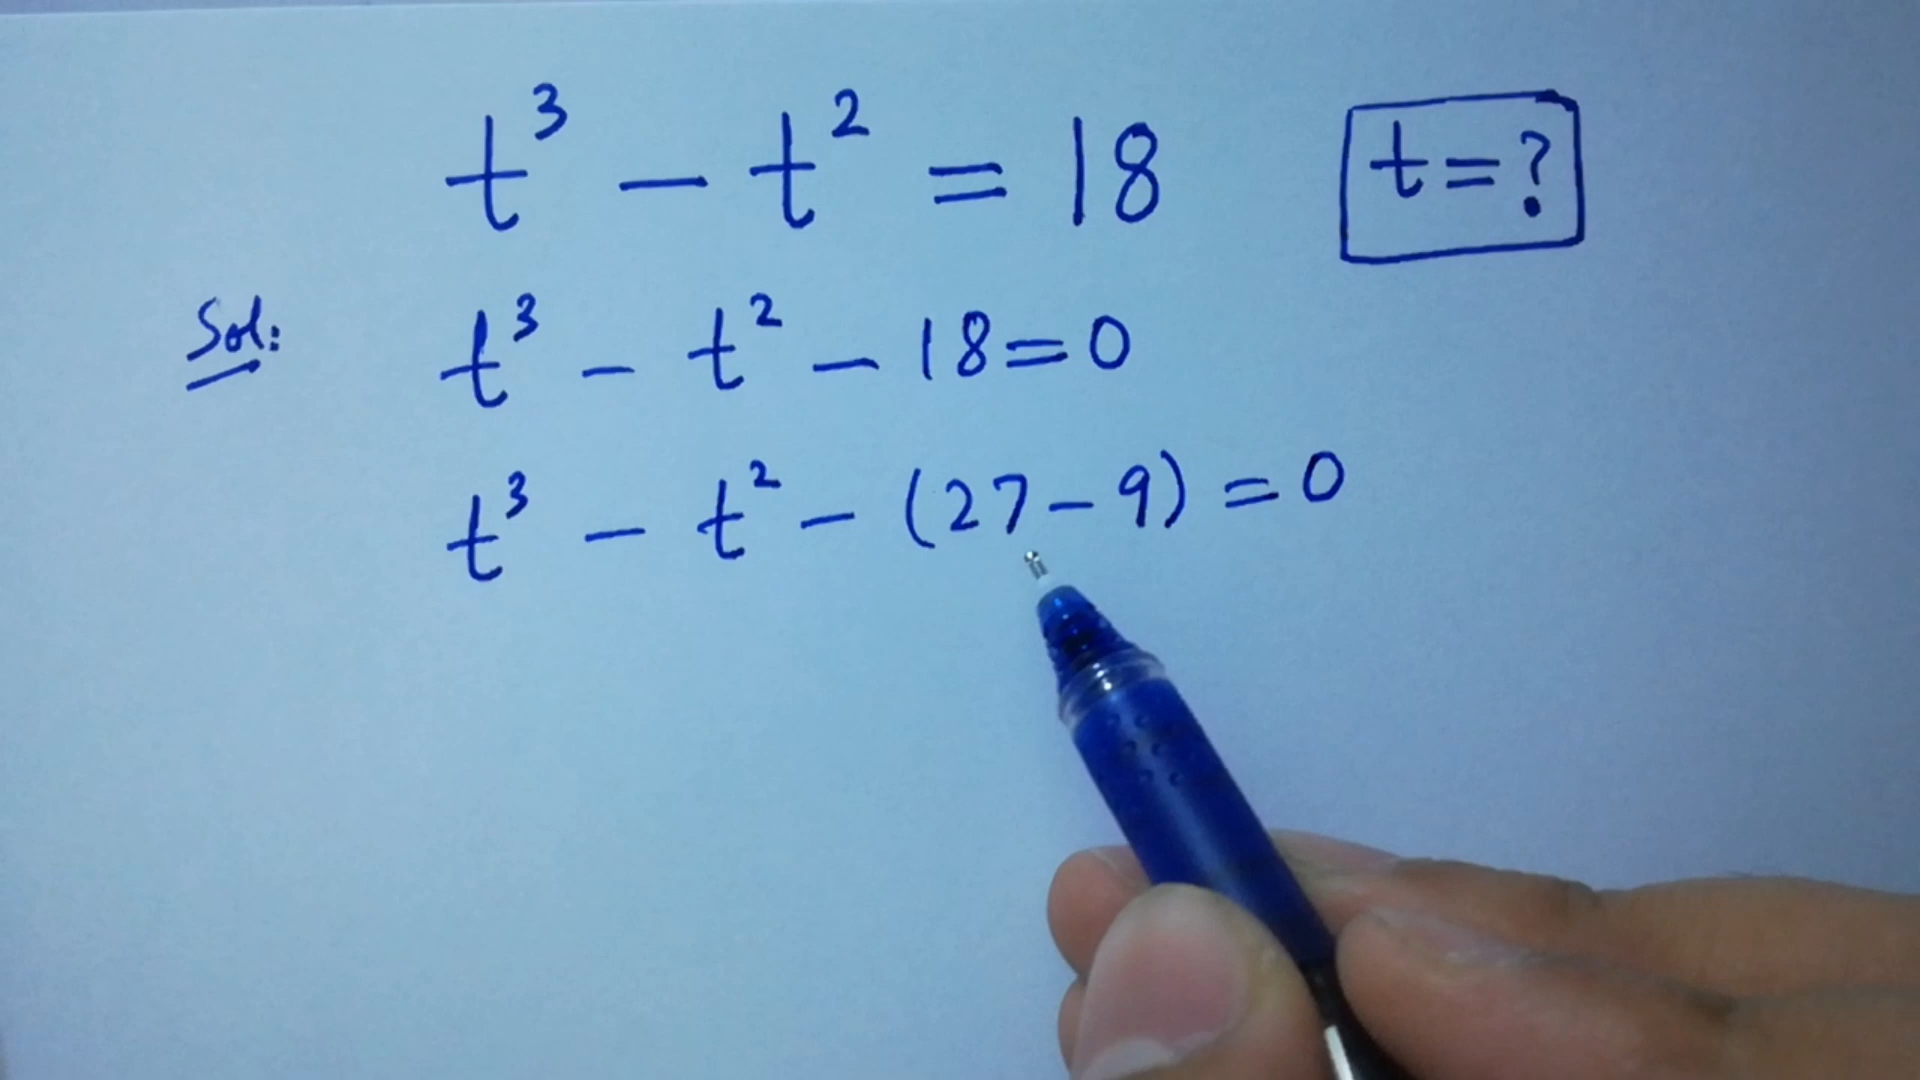 t³ − t² = 18
t = ?
Sol: t³ − t² − 18 = 0
t³ − t² − (27 − 9) = 0